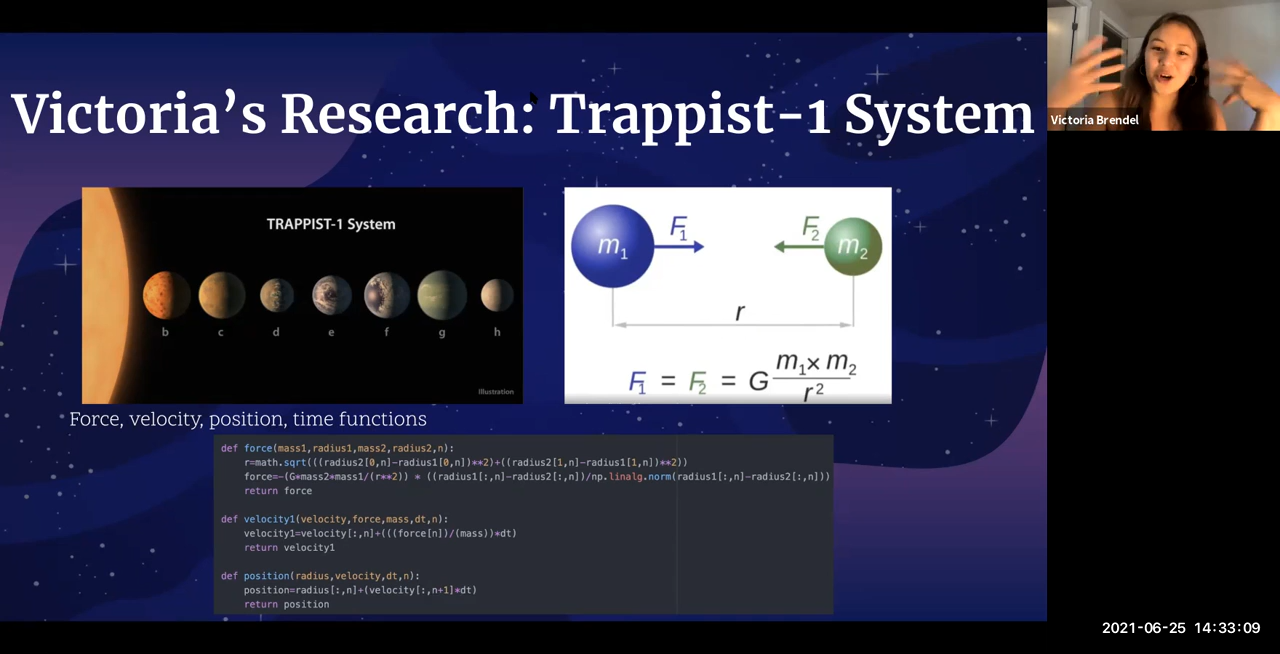 Victoria's Research: Trappist-1 System
Victoria Brendel
TRAPPIST-1 System
b c d e f g h
Illustration
m1 F1 F2 m2
r
F1 = F2 = G m1 × m2 / r²
Force, velocity, position, time functions
def force(mass1,radius1,mass2,radius2,n):
    r=math.sqrt(((radius2[0,n]-radius1[0,n])**2)+((radius2[1,n]-radius1[1,n])**2))
    force=-(G*mass2*mass1/(r**2)) * ((radius1[:,n]-radius2[:,n])/np.linalg.norm(radius1[:,n]-radius2[:,n]))
    return force
def velocity1(velocity,force,mass,dt,n):
    velocity1=velocity[:,n]+(((force[n])/(mass))*dt)
    return velocity1
def position(radius,velocity,dt,n):
    position=radius[:,n]+(velocity[:,n+1]*dt)
    return position
2021-06-25 14:33:09